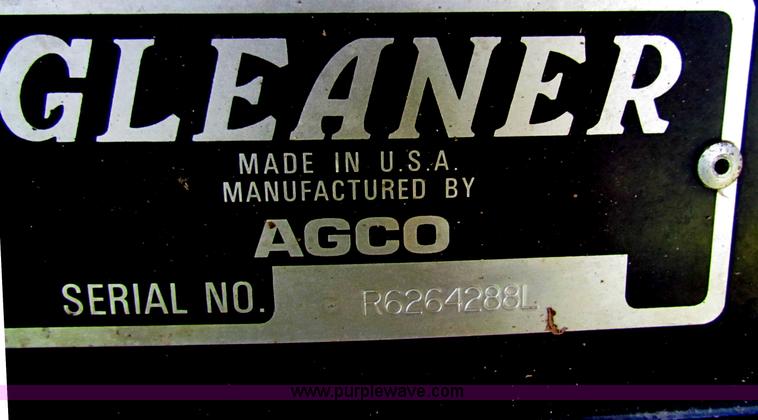 GLEANER
MADE IN U.S.A.
MANUFACTURED BY
AGCO
SERIAL NO. R6264288L
www.purplewave.com